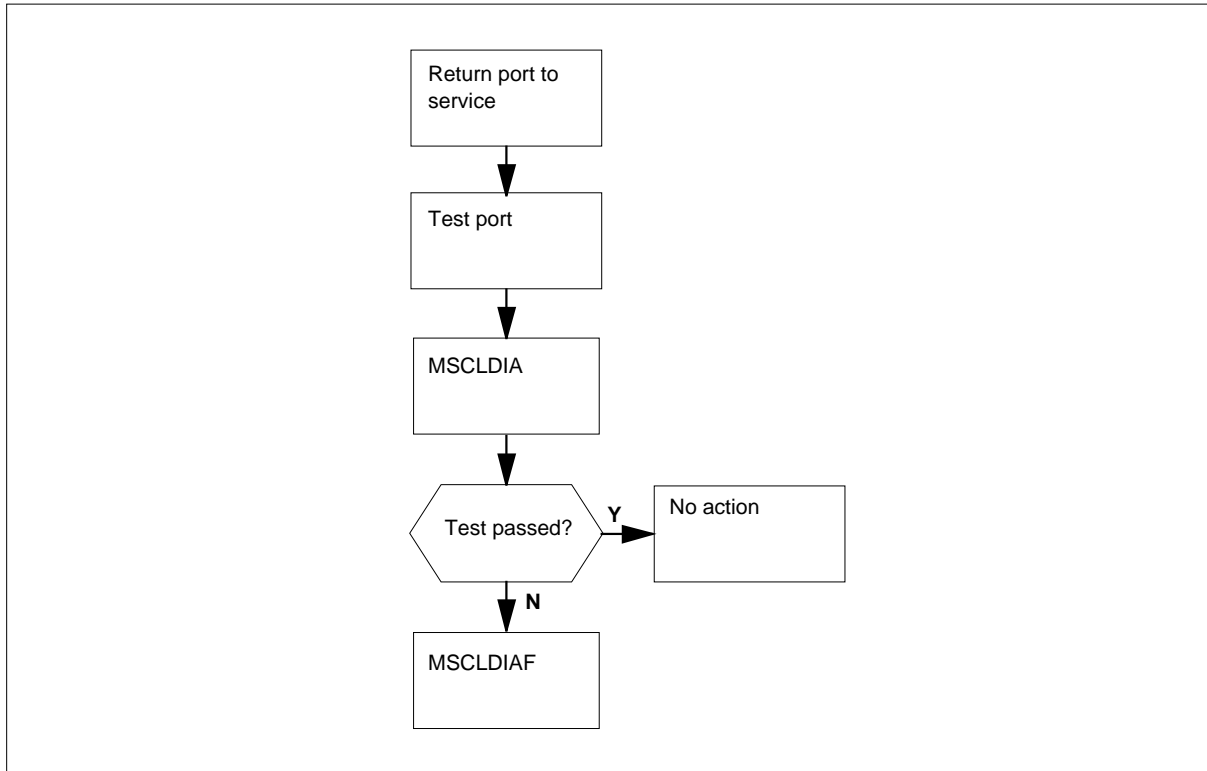 Return port to
service
Test port
MSCLDIA
Test passed?
Y
No action
N
MSCLDIAF